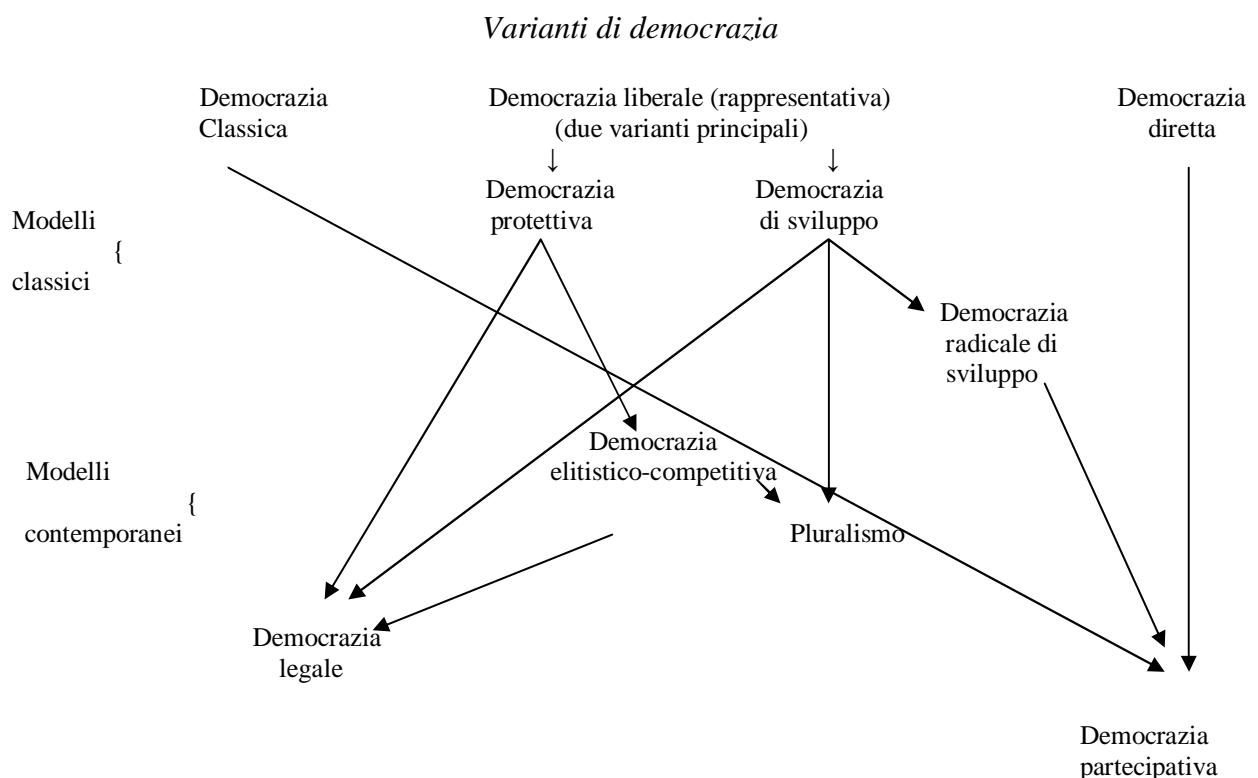 Varianti di democrazia
Democrazia
Classica
Democrazia liberale (rappresentativa)
(due varianti principali)
Democrazia
diretta
↓ ↓
Democrazia
protettiva
Democrazia
di sviluppo
Modelli
{
classici
Democrazia
radicale di
sviluppo
Democrazia
elitistico-competitiva
Modelli
{
contemporanei
Pluralismo
Democrazia
legale
Democrazia
partecipativa